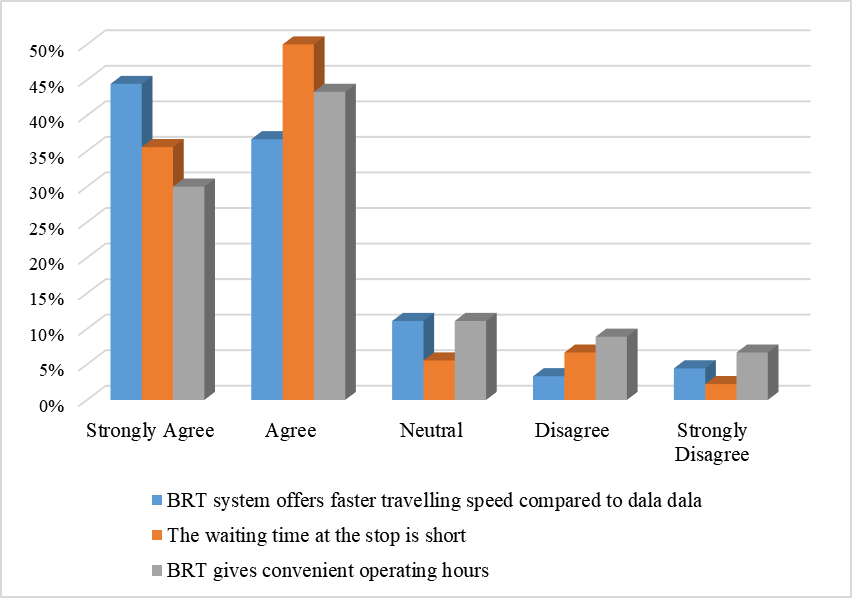 50%
45%
40%
35%
30%
25%
20%
15%
10%
5%
0%
Strongly Agree
Agree
Neutral
Disagree
Strongly
Disagree
BRT system offers faster travelling speed compared to dala dala
The waiting time at the stop is short
BRT gives convenient operating hours